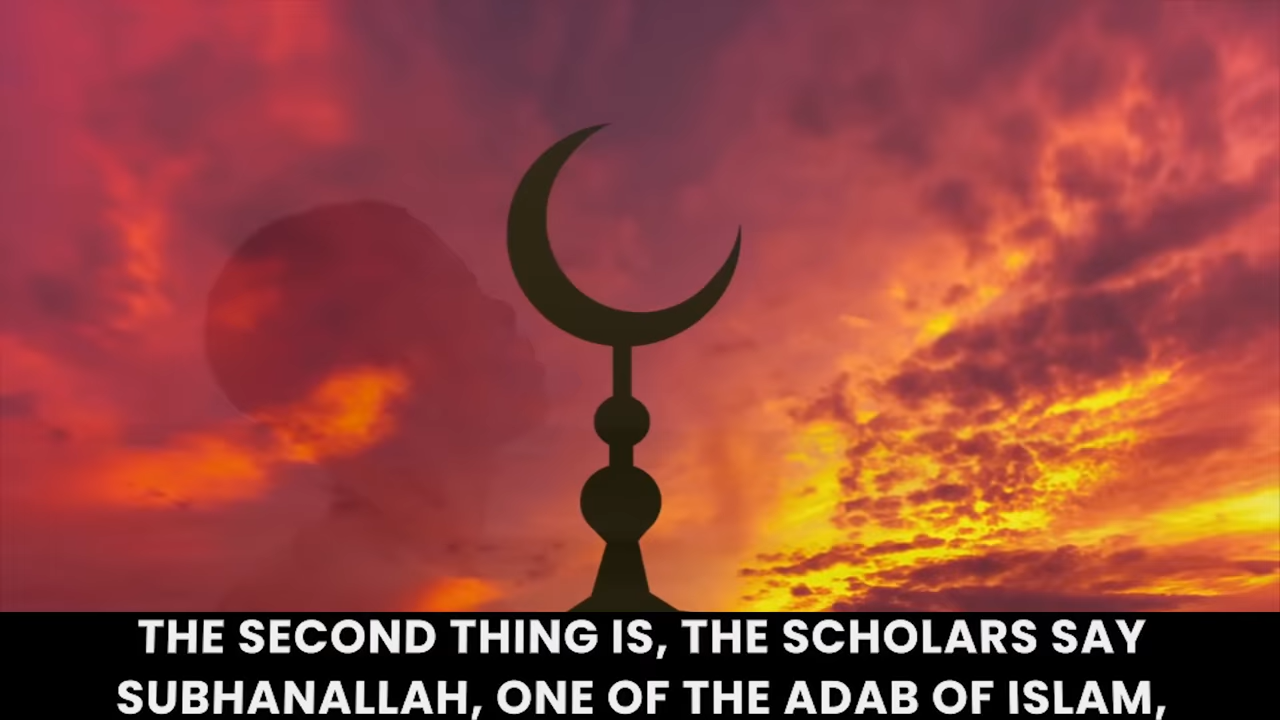 THE SECOND THING IS, THE SCHOLARS SAY
SUBHANALLAH, ONE OF THE ADAB OF ISLAM,